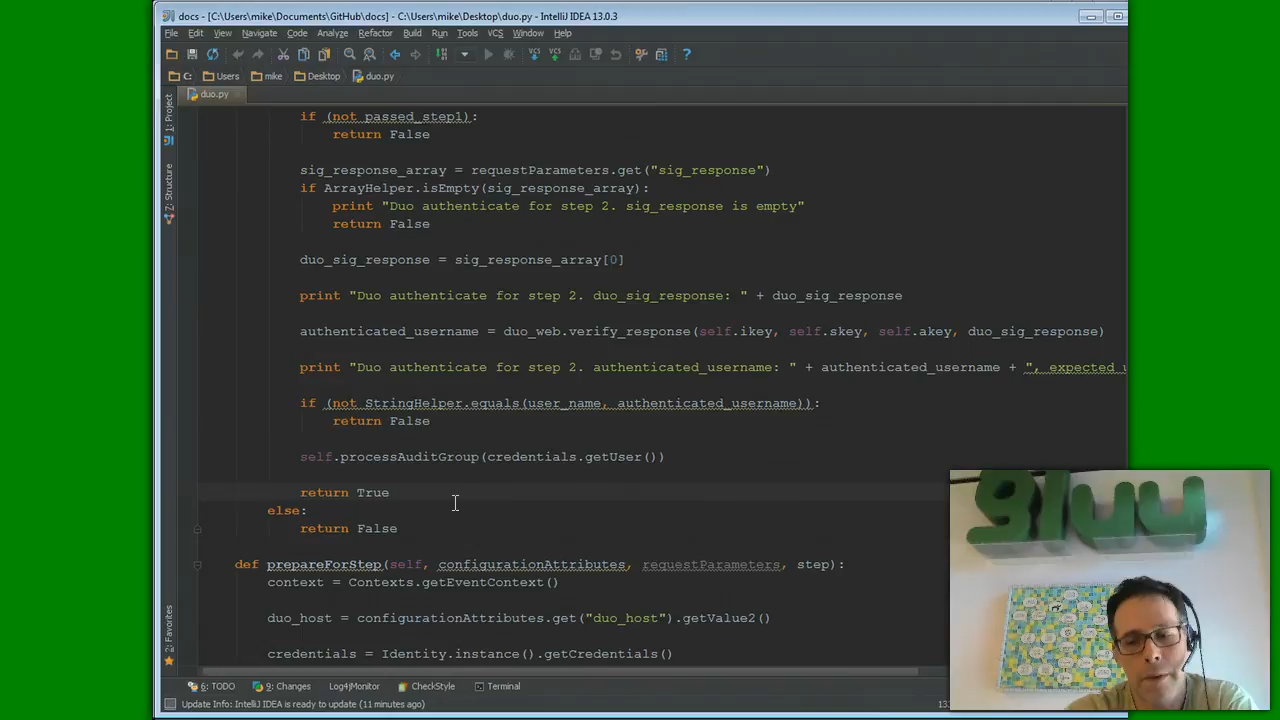 docs - [C:\Users\mike\Documents\GitHub\docs] - C:\Users\mike\Desktop\duo.py - IntelliJ IDEA 13.0.3
File Edit View Navigate Code Analyze Refactor Build Run Tools VCS Window Help
C: Users mike Desktop duo.py
duo.py
1: Project
Z: Structure
2: Favorites
if (not passed_step1):
return False
sig_response_array = requestParameters.get("sig_response")
if ArrayHelper.isEmpty(sig_response_array):
print "Duo authenticate for step 2. sig_response is empty"
return False
duo_sig_response = sig_response_array[0]
print "Duo authenticate for step 2. duo_sig_response: " + duo_sig_response
authenticated_username = duo_web.verify_response(self.ikey, self.skey, self.akey, duo_sig_response)
print "Duo authenticate for step 2. authenticated_username: " + authenticated_username + ", expected
if (not StringHelper.equals(user_name, authenticated_username)):
return False
self.processAuditGroup(credentials.getUser())
return True
else:
return False
def prepareForStep(self, configurationAttributes, requestParameters, step):
context = Contexts.getEventContext()
duo_host = configurationAttributes.get("duo_host").getValue2()
credentials = Identity.instance().getCredentials()
6: TODO 9: Changes Log4jMonitor CheckStyle Terminal
Update Info: IntelliJ IDEA is ready to update (11 minutes ago)
gluu